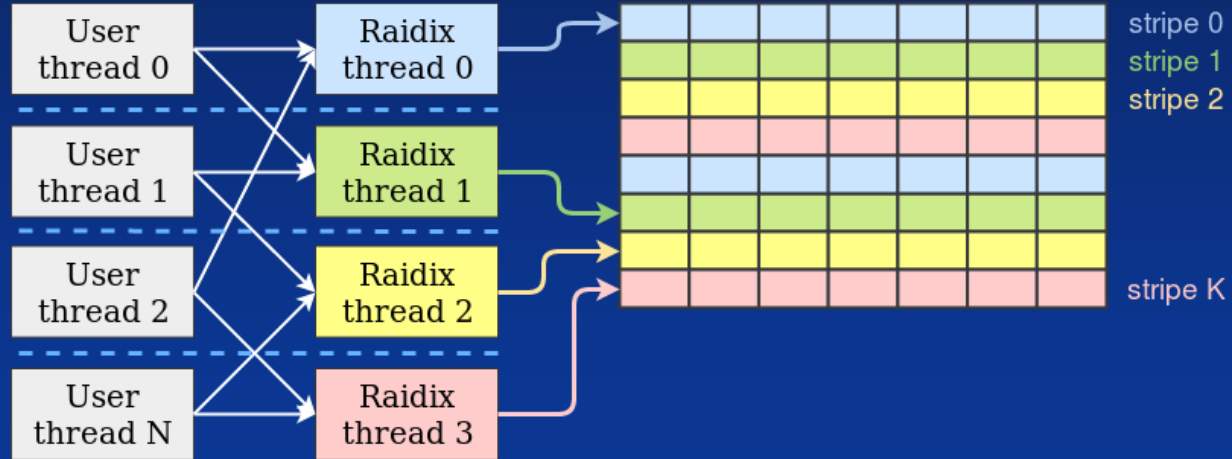 User
thread 0
Raidix
thread 0
stripe 0
stripe 1
stripe 2
User
thread 1
Raidix
thread 1
User
thread 2
Raidix
thread 2
stripe K
User
thread N
Raidix
thread 3